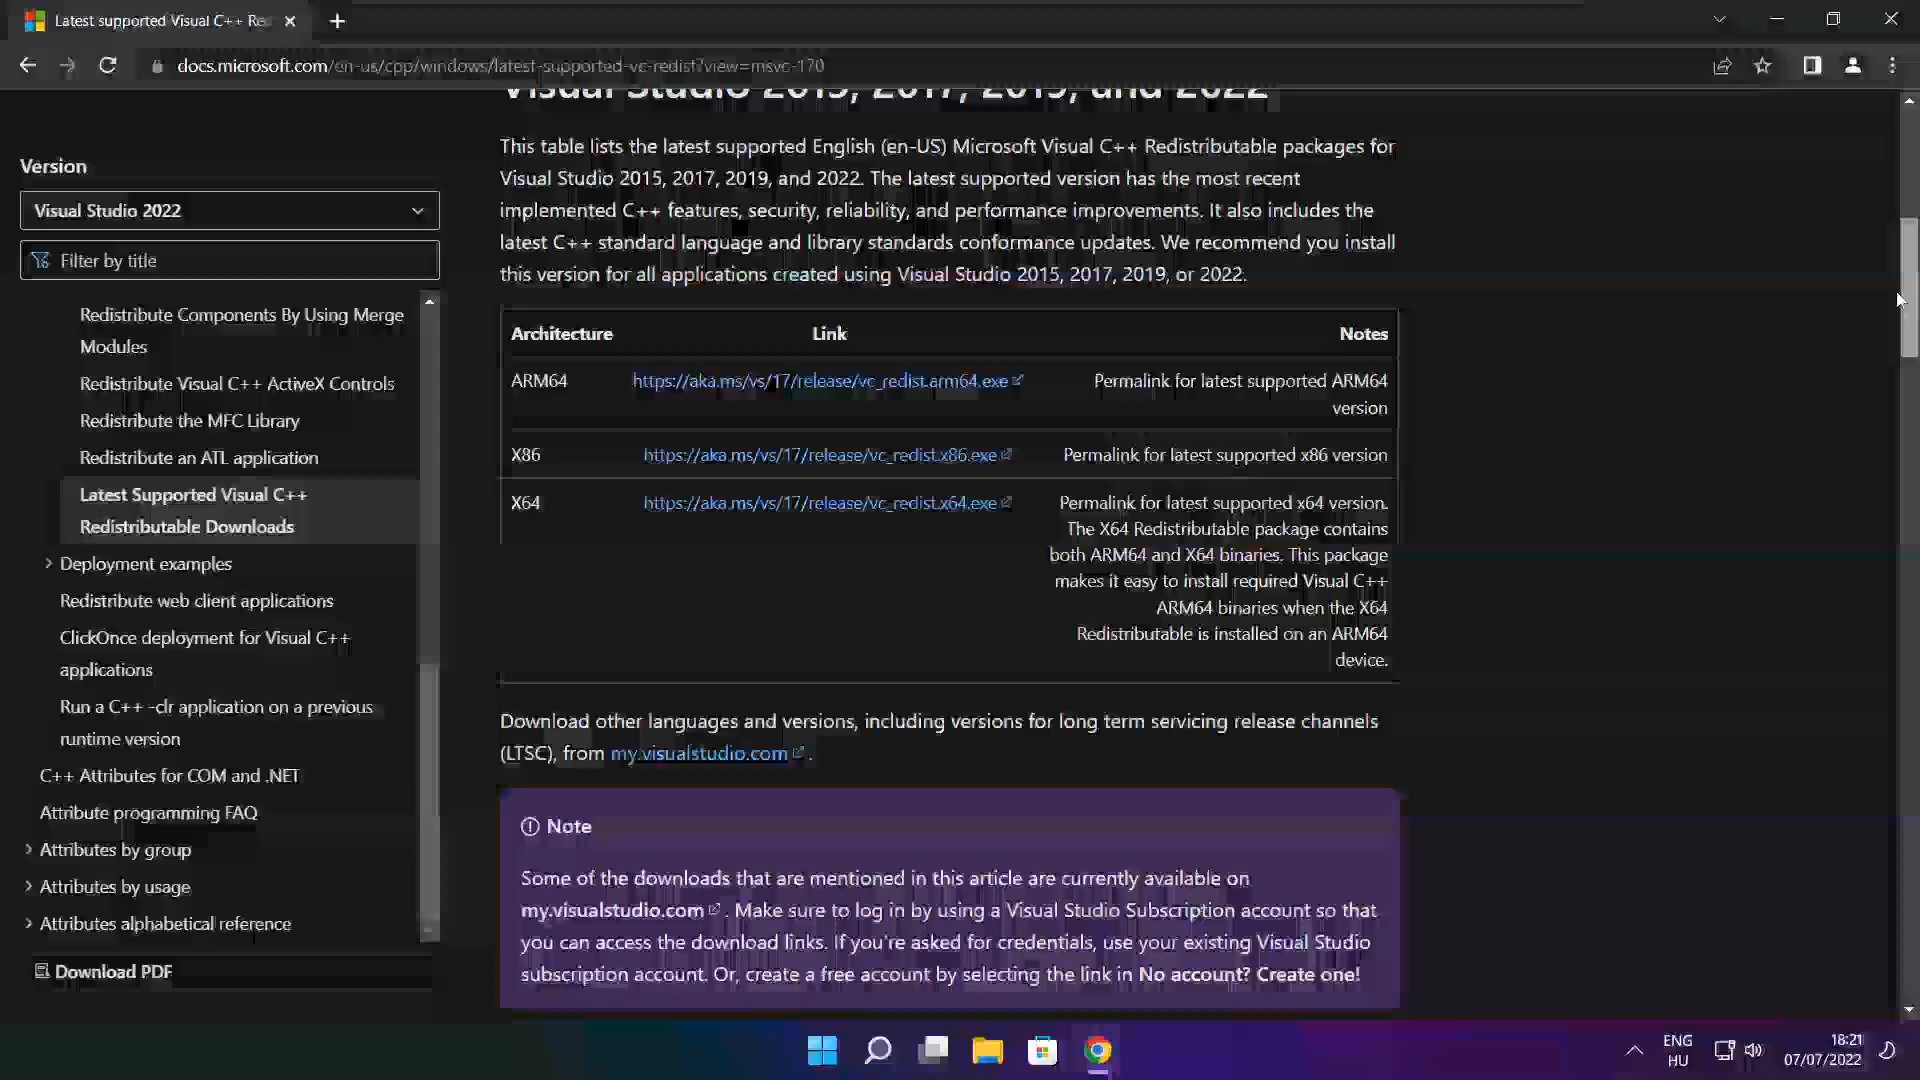 Latest supported Visual C++ Red
docs.microsoft.com/en-us/cpp/windows/latest-supported-vc-redist?view=msvc-170
Version
Visual Studio 2022
Filter by title
Redistribute Components By Using Merge
Modules
Redistribute Visual C++ ActiveX Controls
Redistribute the MFC Library
Redistribute an ATL application
Latest Supported Visual C++
Redistributable Downloads
Deployment examples
Redistribute web client applications
ClickOnce deployment for Visual C++
applications
Run a C++ -clr application on a previous
runtime version
C++ Attributes for COM and .NET
Attribute programming FAQ
Attributes by group
Attributes by usage
Attributes alphabetical reference
Download PDF
Visual Studio 2015, 2017, 2019, and 2022
This table lists the latest supported English (en-US) Microsoft Visual C++ Redistributable packages for
Visual Studio 2015, 2017, 2019, and 2022. The latest supported version has the most recent
implemented C++ features, security, reliability, and performance improvements. It also includes the
latest C++ standard language and library standards conformance updates. We recommend you install
this version for all applications created using Visual Studio 2015, 2017, 2019, or 2022.
Architecture Link Notes
ARM64 https://aka.ms/vs/17/release/vc_redist.arm64.exe Permalink for latest supported ARM64
version
X86 https://aka.ms/vs/17/release/vc_redist.x86.exe Permalink for latest supported x86 version
X64 https://aka.ms/vs/17/release/vc_redist.x64.exe Permalink for latest supported x64 version.
The X64 Redistributable package contains
both ARM64 and X64 binaries. This package
makes it easy to install required Visual C++
ARM64 binaries when the X64
Redistributable is installed on an ARM64
device.
Download other languages and versions, including versions for long term servicing release channels
(LTSC), from my.visualstudio.com .
Note
Some of the downloads that are mentioned in this article are currently available on
my.visualstudio.com . Make sure to log in by using a Visual Studio Subscription account so that
you can access the download links. If you're asked for credentials, use your existing Visual Studio
subscription account. Or, create a free account by selecting the link in No account? Create one!
ENG
HU
18:21
07/07/2022